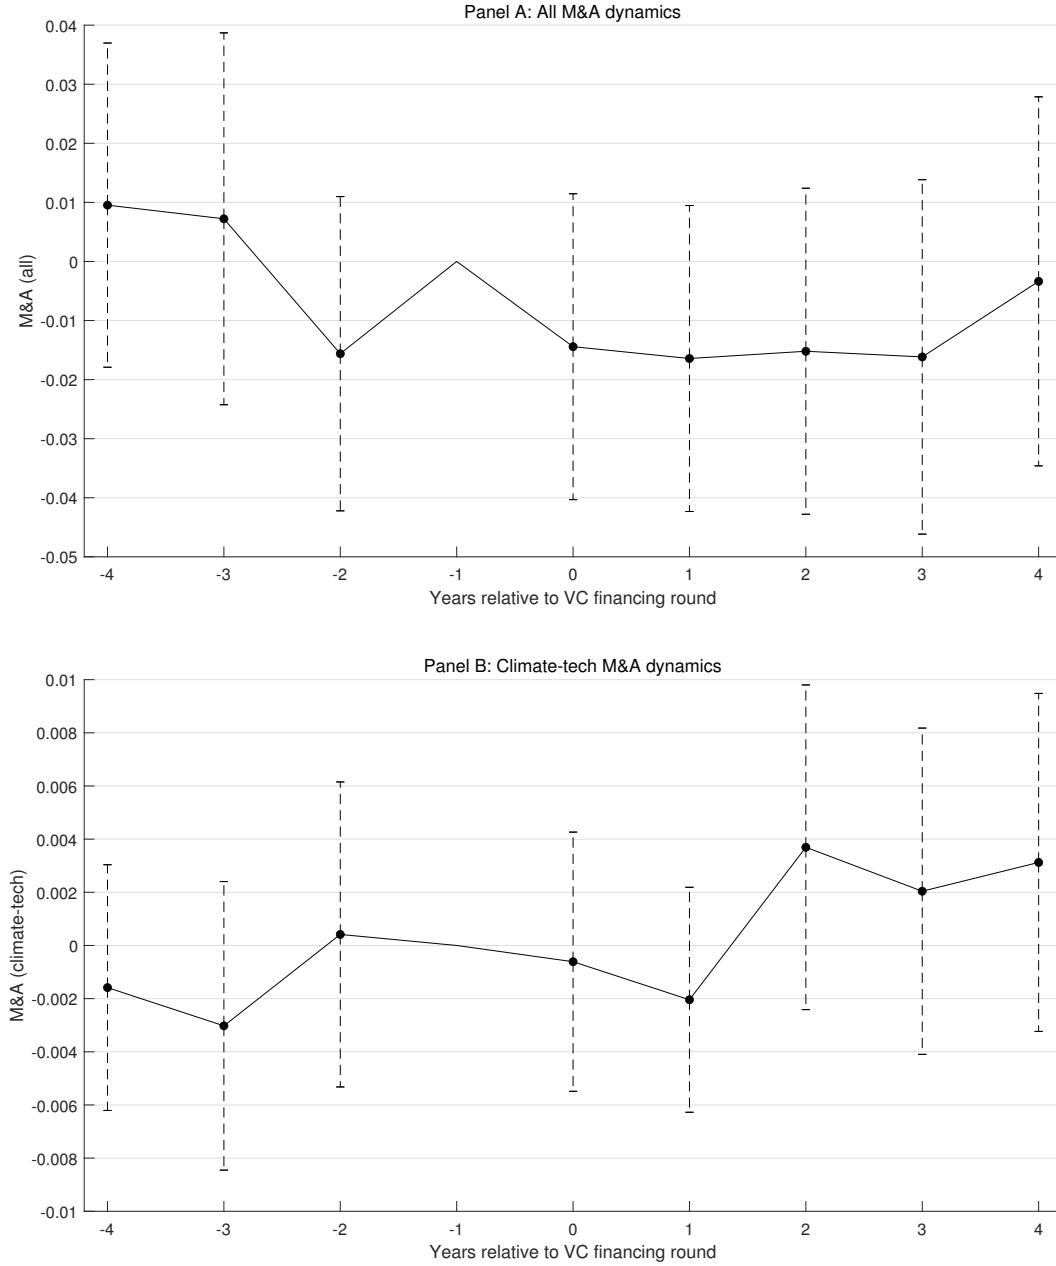 Panel A: All M&A dynamics
0.04
0.03
0.02
0.01
0
-0.01
-0.02
-0.03
-0.04
-0.05
M&A (all)
-4 -3 -2 -1 0 1 2 3 4
Years relative to VC financing round
Panel B: Climate-tech M&A dynamics
0.01
0.008
0.006
0.004
0.002
0
-0.002
-0.004
-0.006
-0.008
-0.01
M&A (climate-tech)
-4 -3 -2 -1 0 1 2 3 4
Years relative to VC financing round